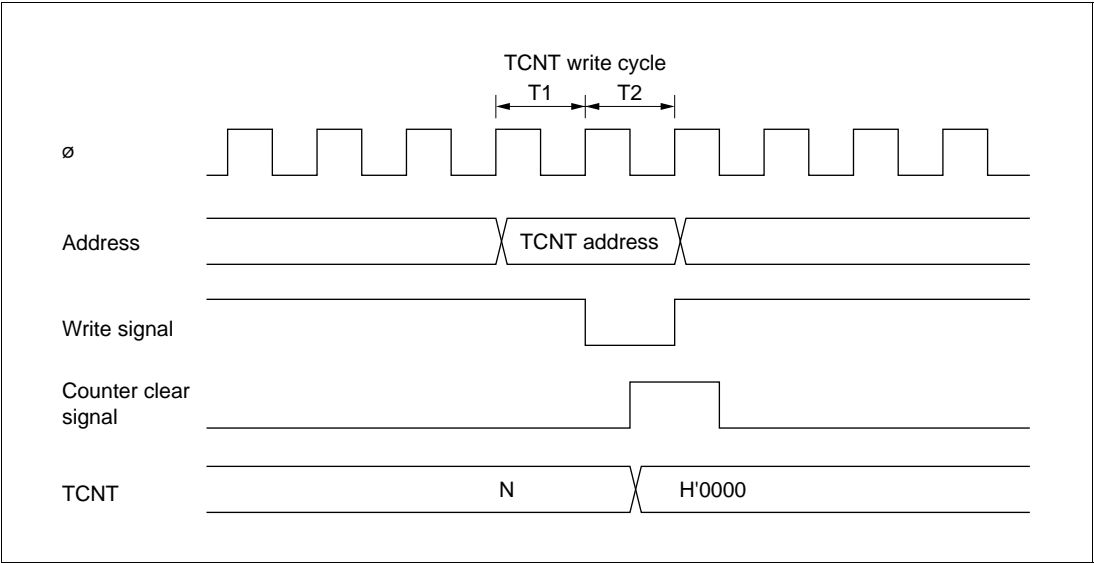 TCNT write cycle
T1 T2
ø
Address TCNT address
Write signal
Counter clear
signal
TCNT N H'0000